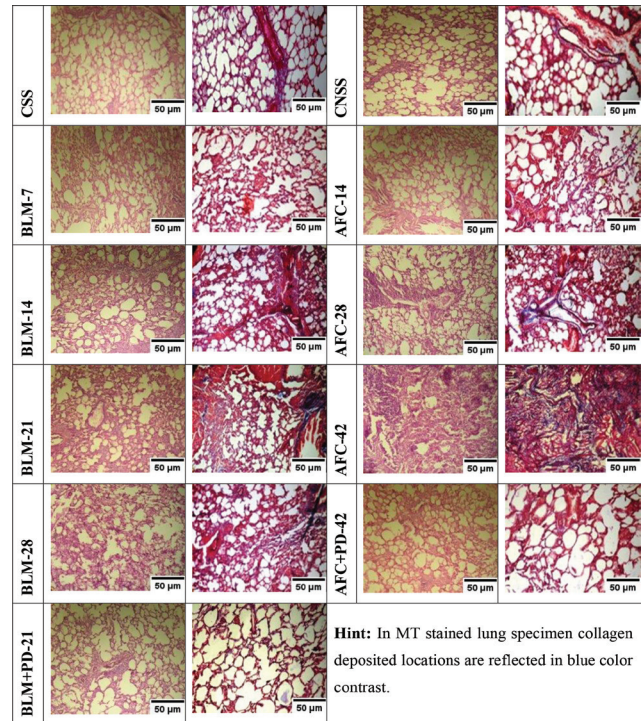 CSS
50 µm
50 µm
CNSS
50 µm
50 µm
BLM-7
50 µm
50 µm
AFC-14
50 µm
50 µm
BLM-14
50 µm
50 µm
AFC-28
50 µm
50 µm
BLM-21
50 µm
50 µm
AFC-42
50 µm
50 µm
BLM-28
50 µm
50 µm
AFC+PD-42
50 µm
50 µm
BLM+PD-21
50 µm
50 µm
Hint: In MT stained lung specimen collagen
deposited locations are reflected in blue color
contrast.